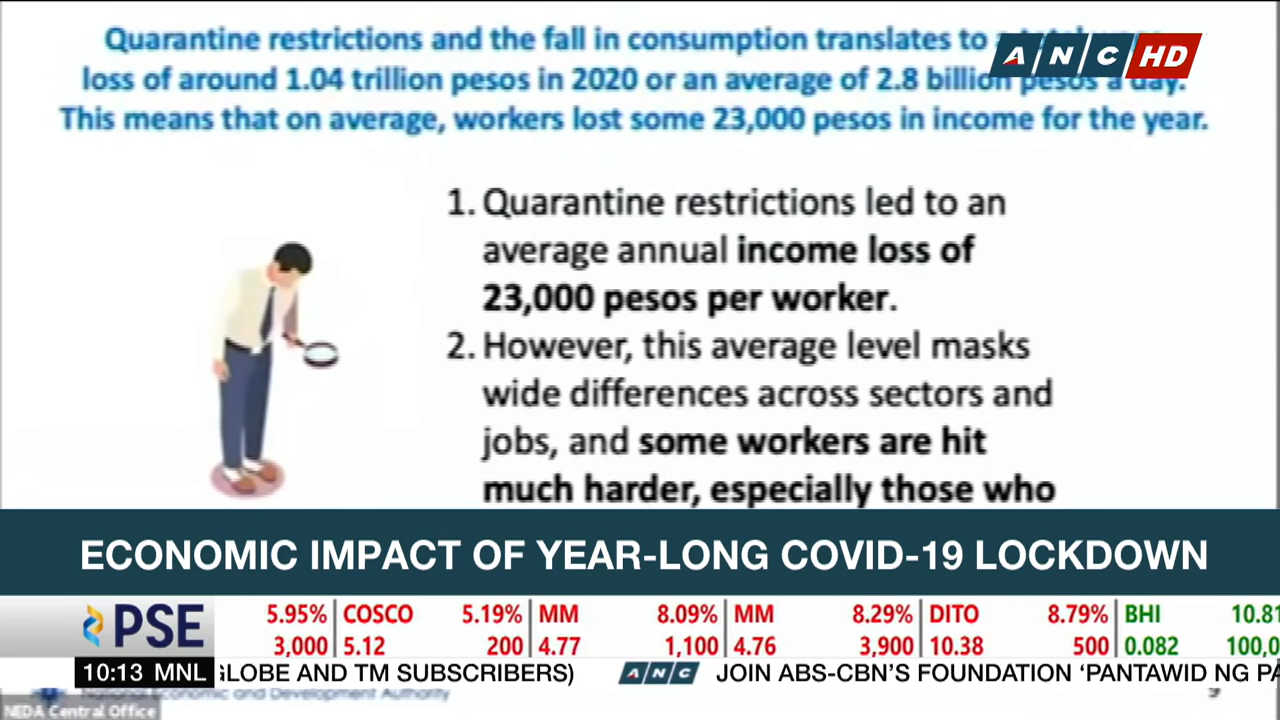 Quarantine restrictions and the fall in consumption translates to
loss of around 1.04 trillion pesos in 2020 or an average of 2.8 billion pesos a day.
This means that on average, workers lost some 23,000 pesos in income for the year.
ANC HD
1. Quarantine restrictions led to an
average annual income loss of
23,000 pesos per worker.
2. However, this average level masks
wide differences across sectors and
jobs, and some workers are hit
much harder, especially those who
ECONOMIC IMPACT OF YEAR-LONG COVID-19 LOCKDOWN
PSE 5.95% COSCO 5.19% MM 8.09% MM 8.29% DITO 8.79% BHI 10.81
3,000 5.12 200 4.77 1,100 4.76 3,900 10.38 500 0.082 100,0
10:13 MNL GLOBE AND TM SUBSCRIBERS) ANC JOIN ABS-CBN'S FOUNDATION 'PANTAWID NG PA
National Economic and Development Authority
NEDA Central Office